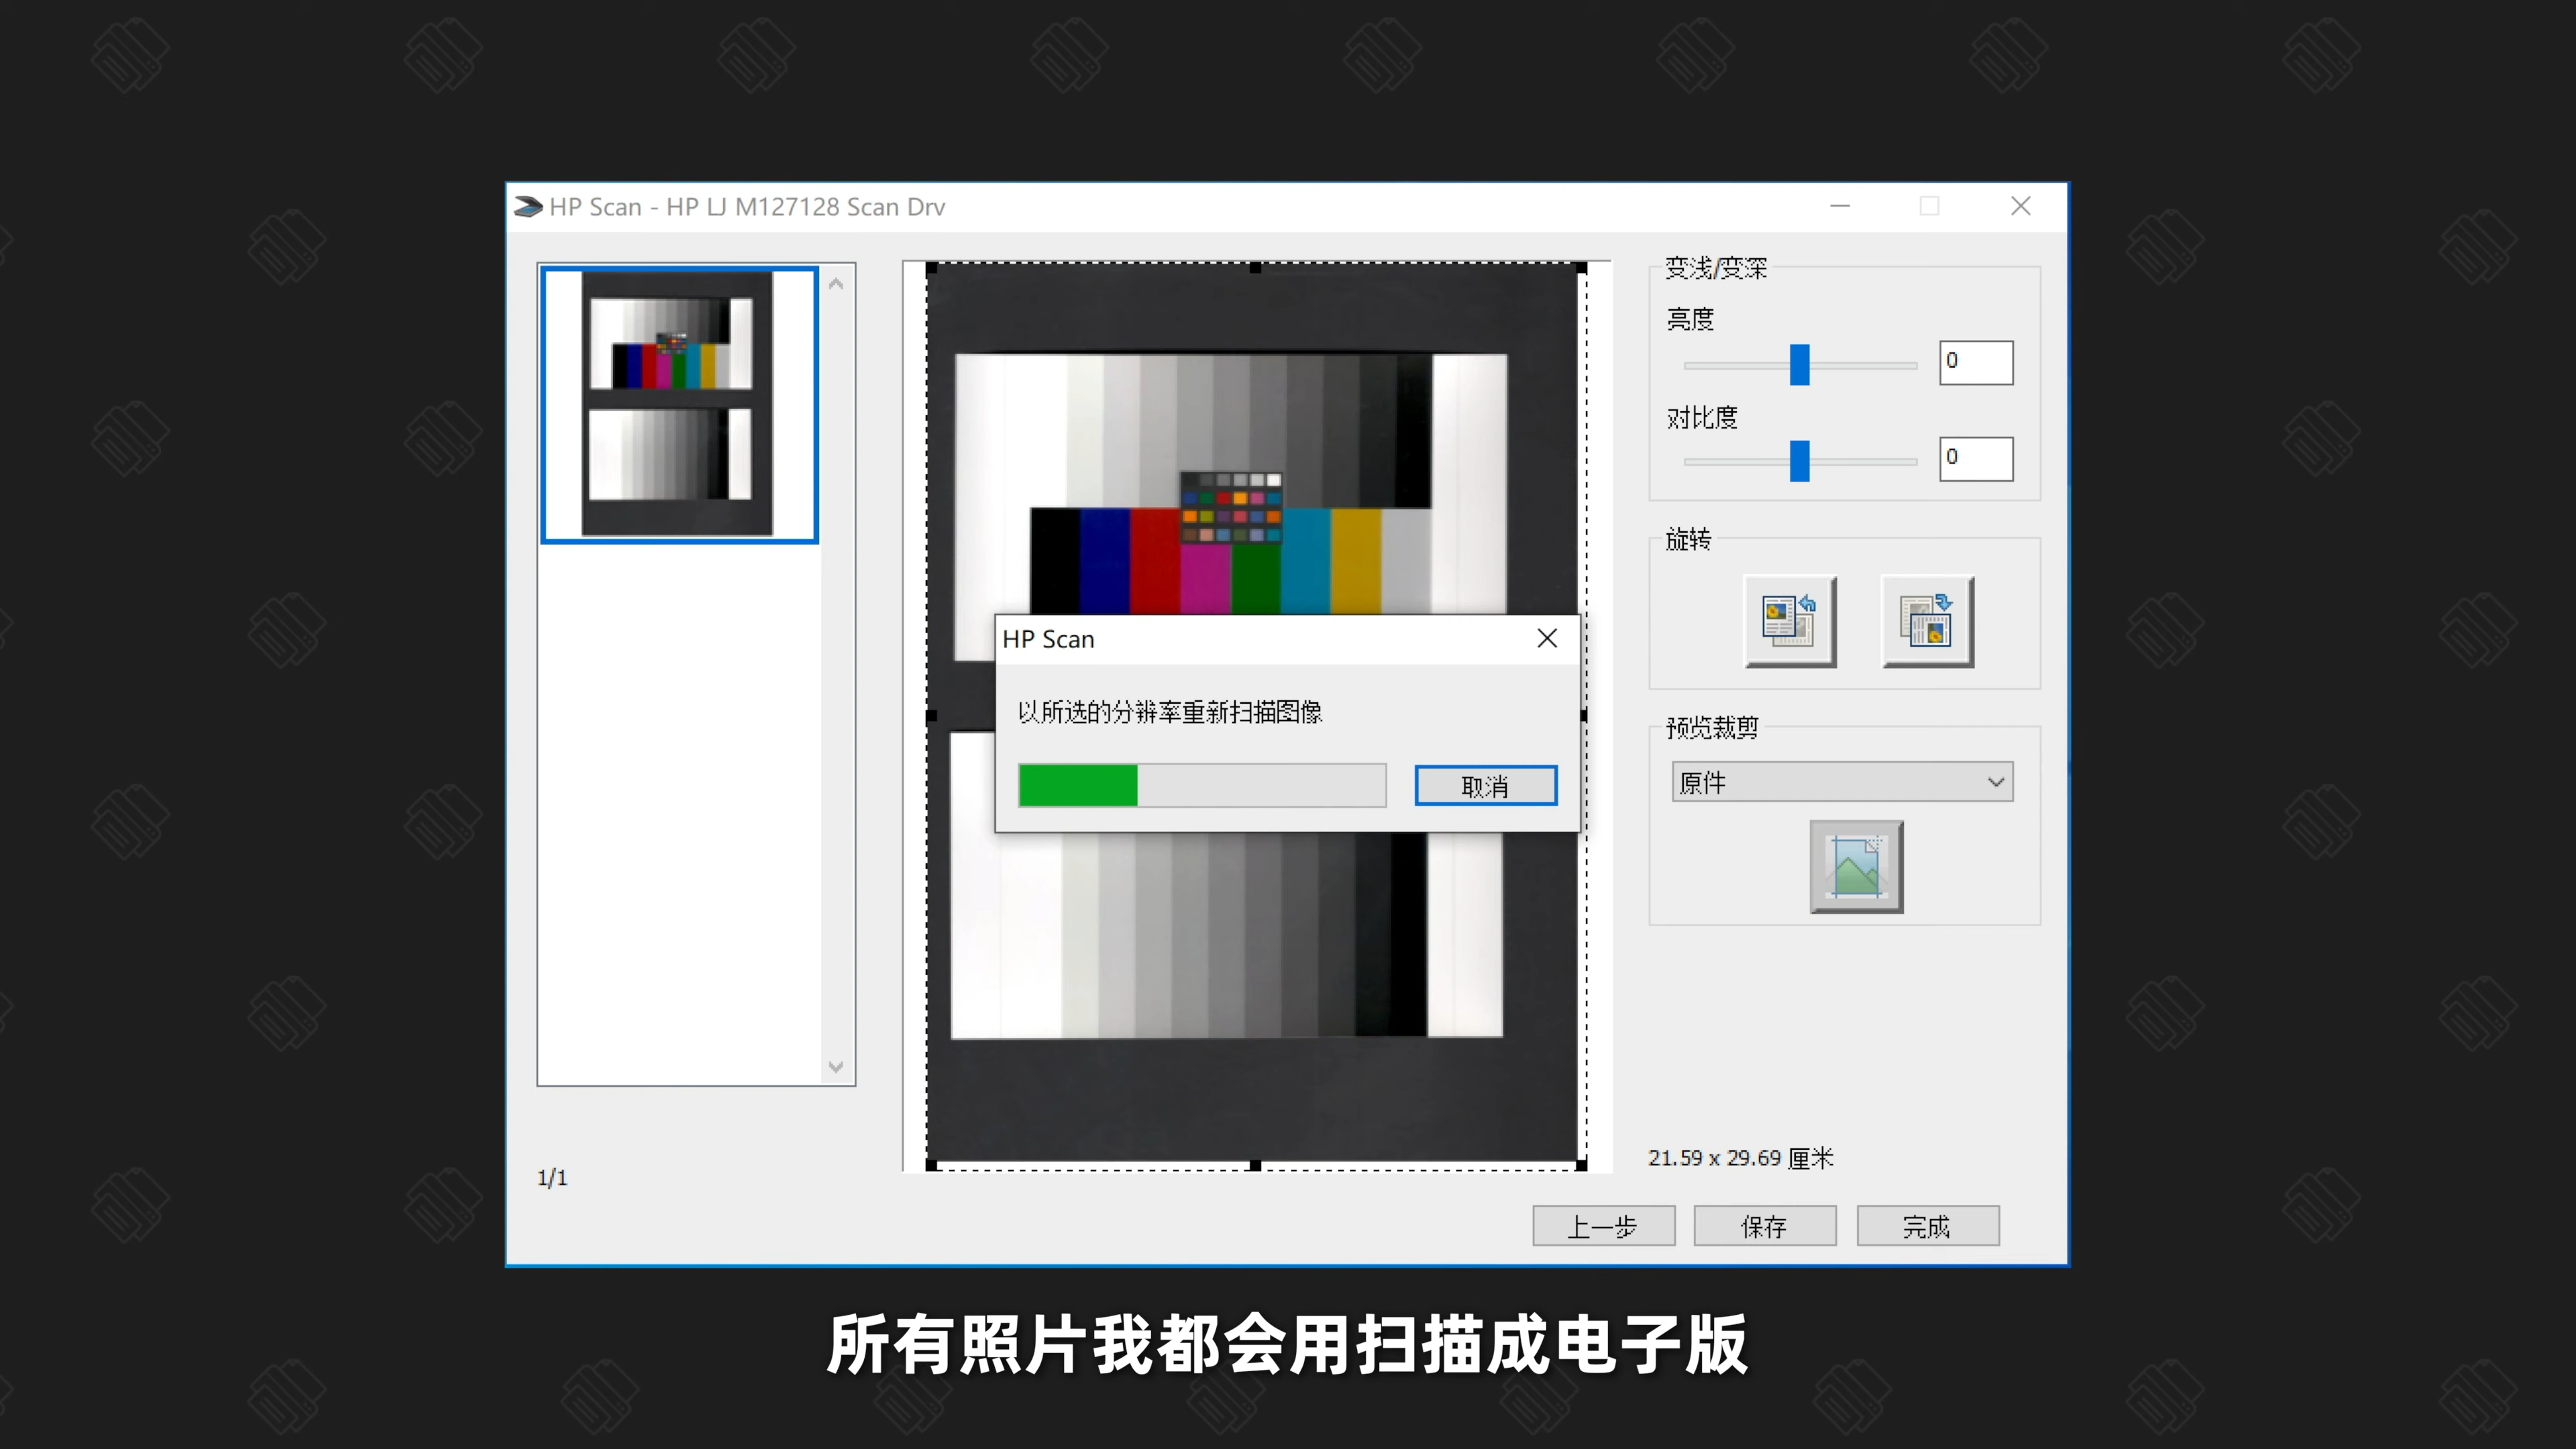 HP Scan - HP LJ M127128 Scan Drv
变浅/变深
亮度
0
对比度
0
旋转
HP Scan
以所选的分辨率重新扫描图像
取消
预览裁剪
原件
21.59 x 29.69 厘米
1/1
上一步
保存
完成
所有照片我都会用扫描成电子版